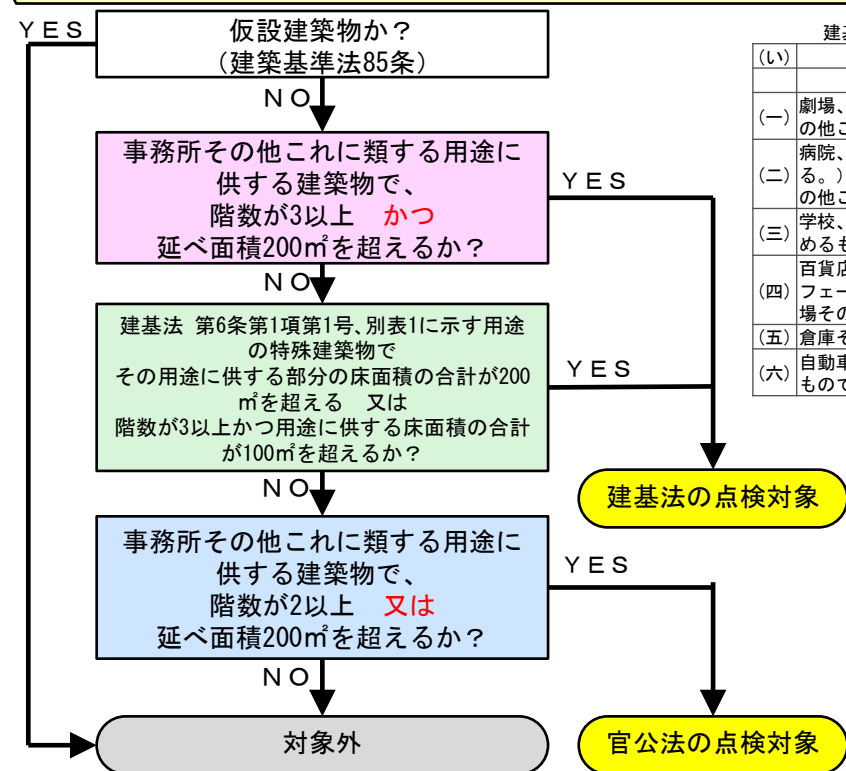 ＹＥＳ
仮設建築物か？
（建築基準法85条）
ＮＯ
事務所その他これに類する用途に
供する建築物で、
階数が3以上　かつ
延べ面積200㎡を超えるか？
ＹＥＳ
ＮＯ
建基法 第6条第1項第1号、別表1に示す用途
の特殊建築物で
その用途に供する部分の床面積の合計が200
㎡を超える　又は
階数が3以上かつ用途に供する床面積の合計
が100㎡を超えるか？
ＹＥＳ
ＮＯ
建基法の点検対象
事務所その他これに類する用途に
供する建築物で、
階数が2以上　又は
延べ面積200㎡を超えるか？
ＹＥＳ
ＮＯ
対象外
官公法の点検対象
（い）
（一）
劇場、
の他こ
（二）
病院、
る。）
の他こ
（三）
学校、
めるも
（四）
百貨店
フェー
場その
（五）
倉庫そ
（六）
自動車
もので